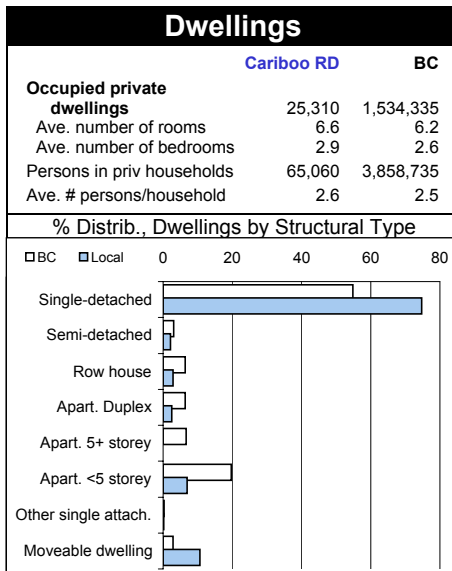 Dwellings
Cariboo RD BC
Occupied private
dwellings 25,310 1,534,335
Ave. number of rooms 6.6 6.2
Ave. number of bedrooms 2.9 2.6
Persons in priv households 65,060 3,858,735
Ave. # persons/household 2.6 2.5
% Distrib., Dwellings by Structural Type
BC Local 0 20 40 60 80
Single-detached
Semi-detached
Row house
Apart. Duplex
Apart. 5+ storey
Apart. <5 storey
Other single attach.
Moveable dwelling